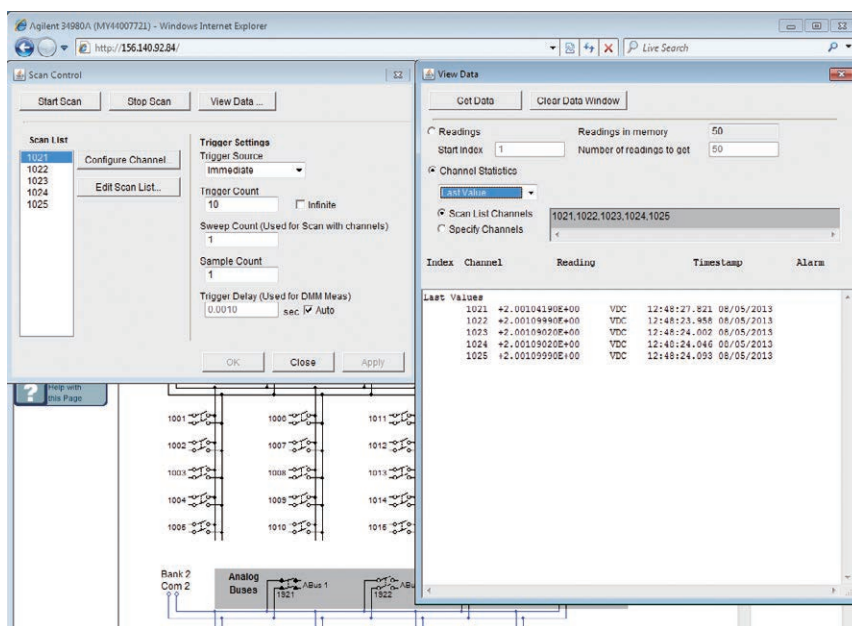 Agilent 34980A (MY44007721) - Windows Internet Explorer
http://156.140.92.84/
Live Search
Scan Control
Start Scan
Stop Scan
View Data ...
Scan List
1021
1022
1023
1024
1025
Configure Channel...
Edit Scan List...
Trigger Settings
Trigger Source
Immediate
Trigger Count
10
Infinite
Sweep Count (Used for Scan with channels)
1
Sample Count
1
Trigger Delay (Used for DMM Meas)
0.0010 sec Auto
OK
Close
Apply
View Data
Get Data
Clear Data Window
Readings
Readings in memory 50
Start Index 1
Number of readings to get 50
Channel Statistics
Last Value
Scan List Channels
1021,1022,1023,1024,1025
Specify Channels
Index Channel Reading Timestamp Alarm
Last Values
1021 +2.00104190E+00 VDC 12:48:27.821 08/05/2013
1022 +2.00109990E+00 VDC 12:48:23.958 08/05/2013
1023 +2.00109020E+00 VDC 12:48:24.002 08/05/2013
1024 +2.00109020E+00 VDC 12:48:24.046 08/05/2013
1025 +2.00109990E+00 VDC 12:48:24.093 08/05/2013
?
Help with
this Page
1001 1006 1011
1002 1007 1012
1003 1008 1013
1004 1009 1014
1005 1010 1015
Bank 2
Com 2
Analog
Buses
ABus 1
1921
ABu
1922